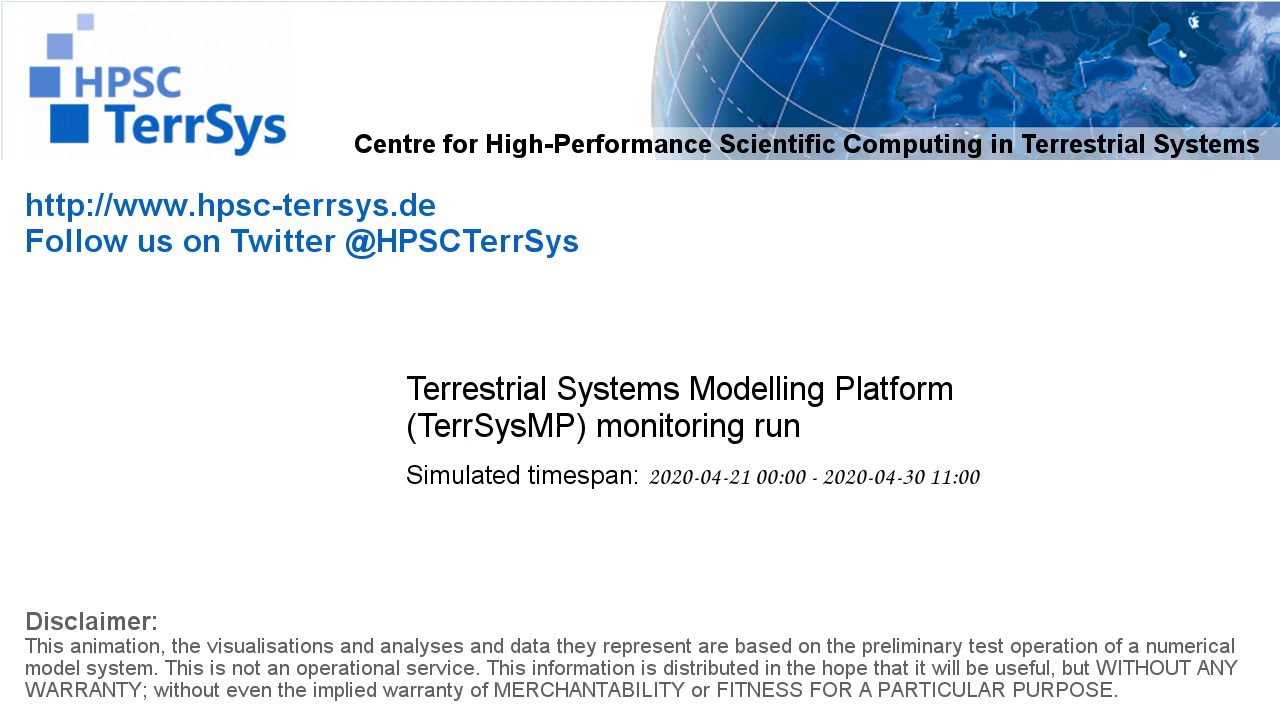 HPSC
TerrSys
Centre for High-Performance Scientific Computing in Terrestrial Systems
http://www.hpsc-terrsys.de
Follow us on Twitter @HPSCTerrSys
Terrestrial Systems Modelling Platform
(TerrSysMP) monitoring run
Simulated timespan: 2020-04-21 00:00 - 2020-04-30 11:00
Disclaimer:
This animation, the visualisations and analyses and data they represent are based on the preliminary test operation of a numerical
model system. This is not an operational service. This information is distributed in the hope that it will be useful, but WITHOUT ANY
WARRANTY; without even the implied warranty of MERCHANTABILITY or FITNESS FOR A PARTICULAR PURPOSE.